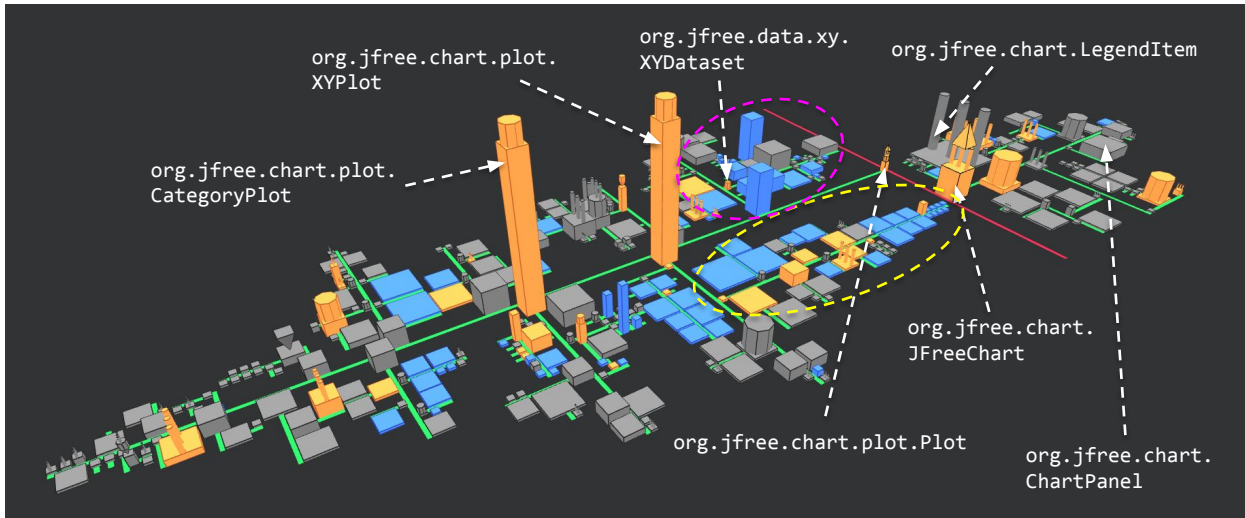 org.jfree.data.xy.
XYDataset
org.jfree.chart.LegendItem
org.jfree.chart.plot.
XYPlot
org.jfree.chart.plot.
CategoryPlot
org.jfree.chart.
JFreeChart
org.jfree.chart.plot.Plot
org.jfree.chart.
ChartPanel